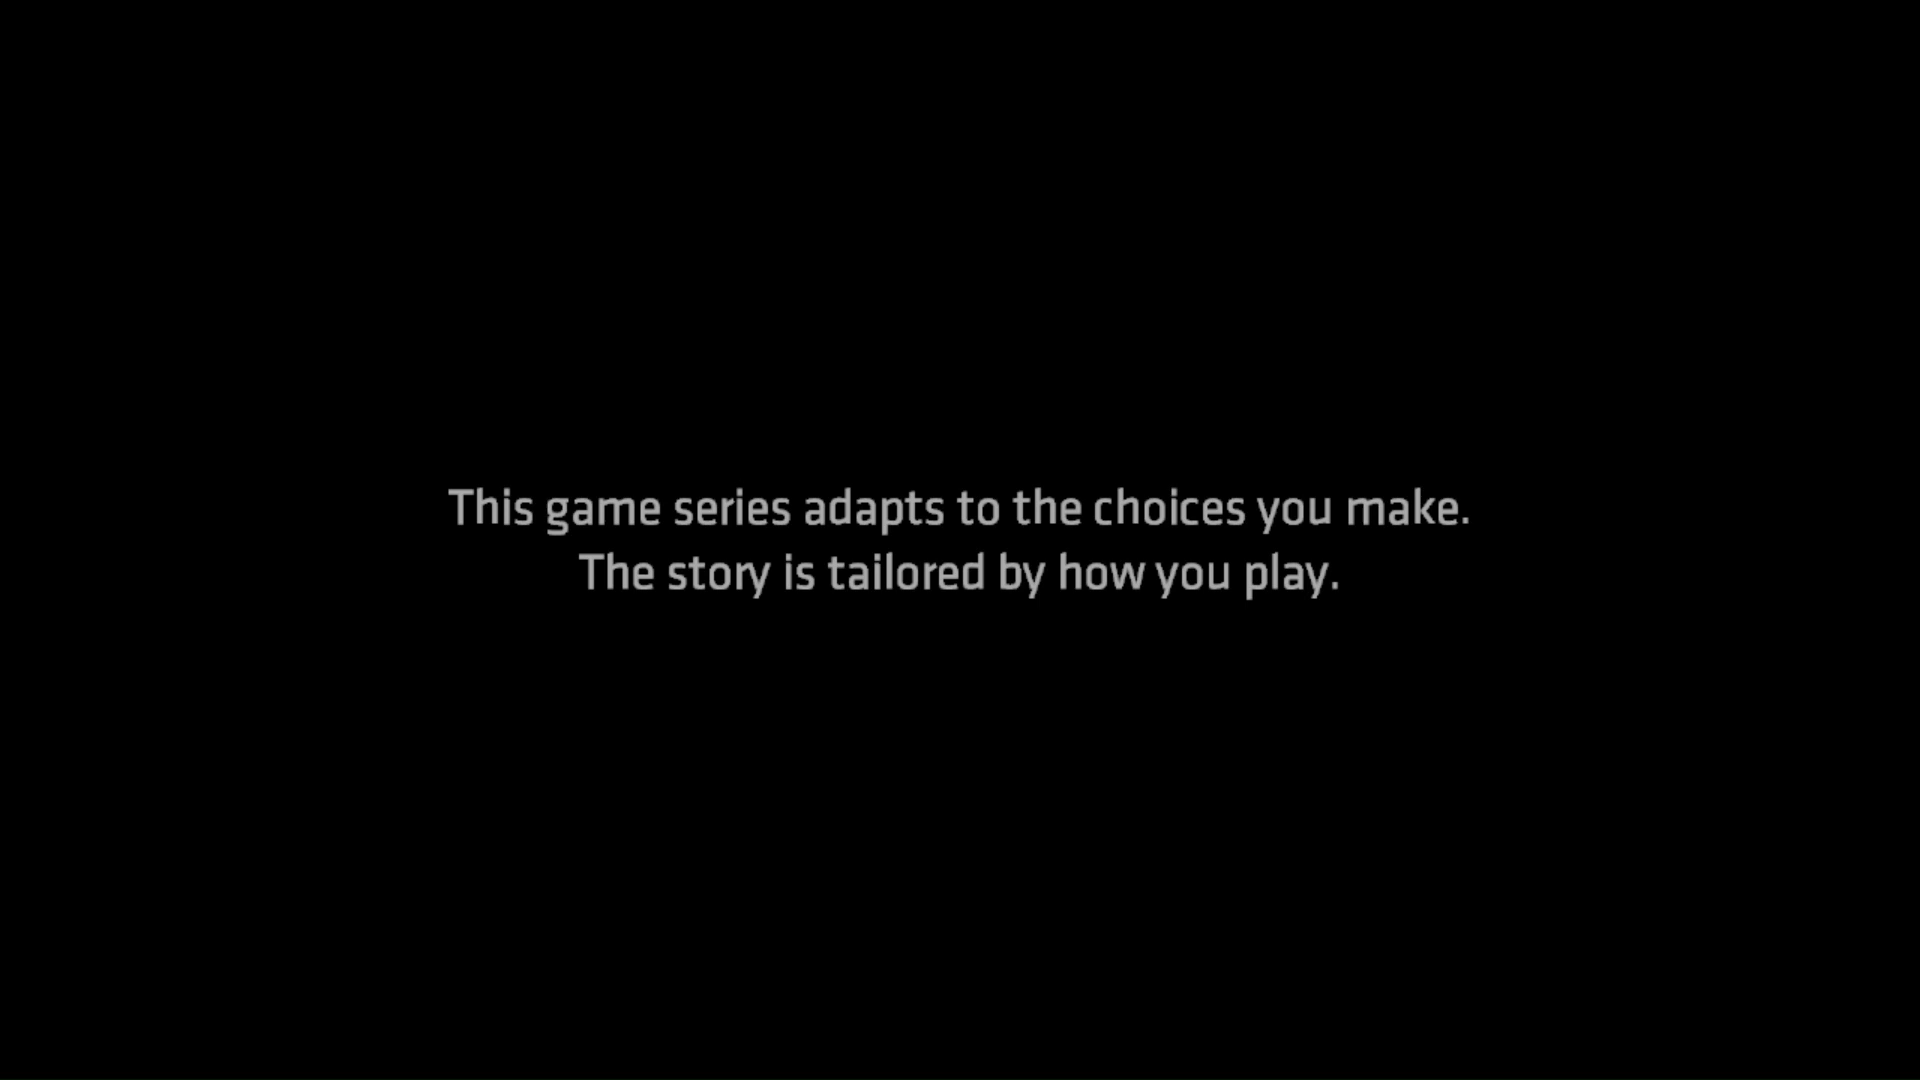 This game series adapts to the choices you make.
The story is tailored by how you play.